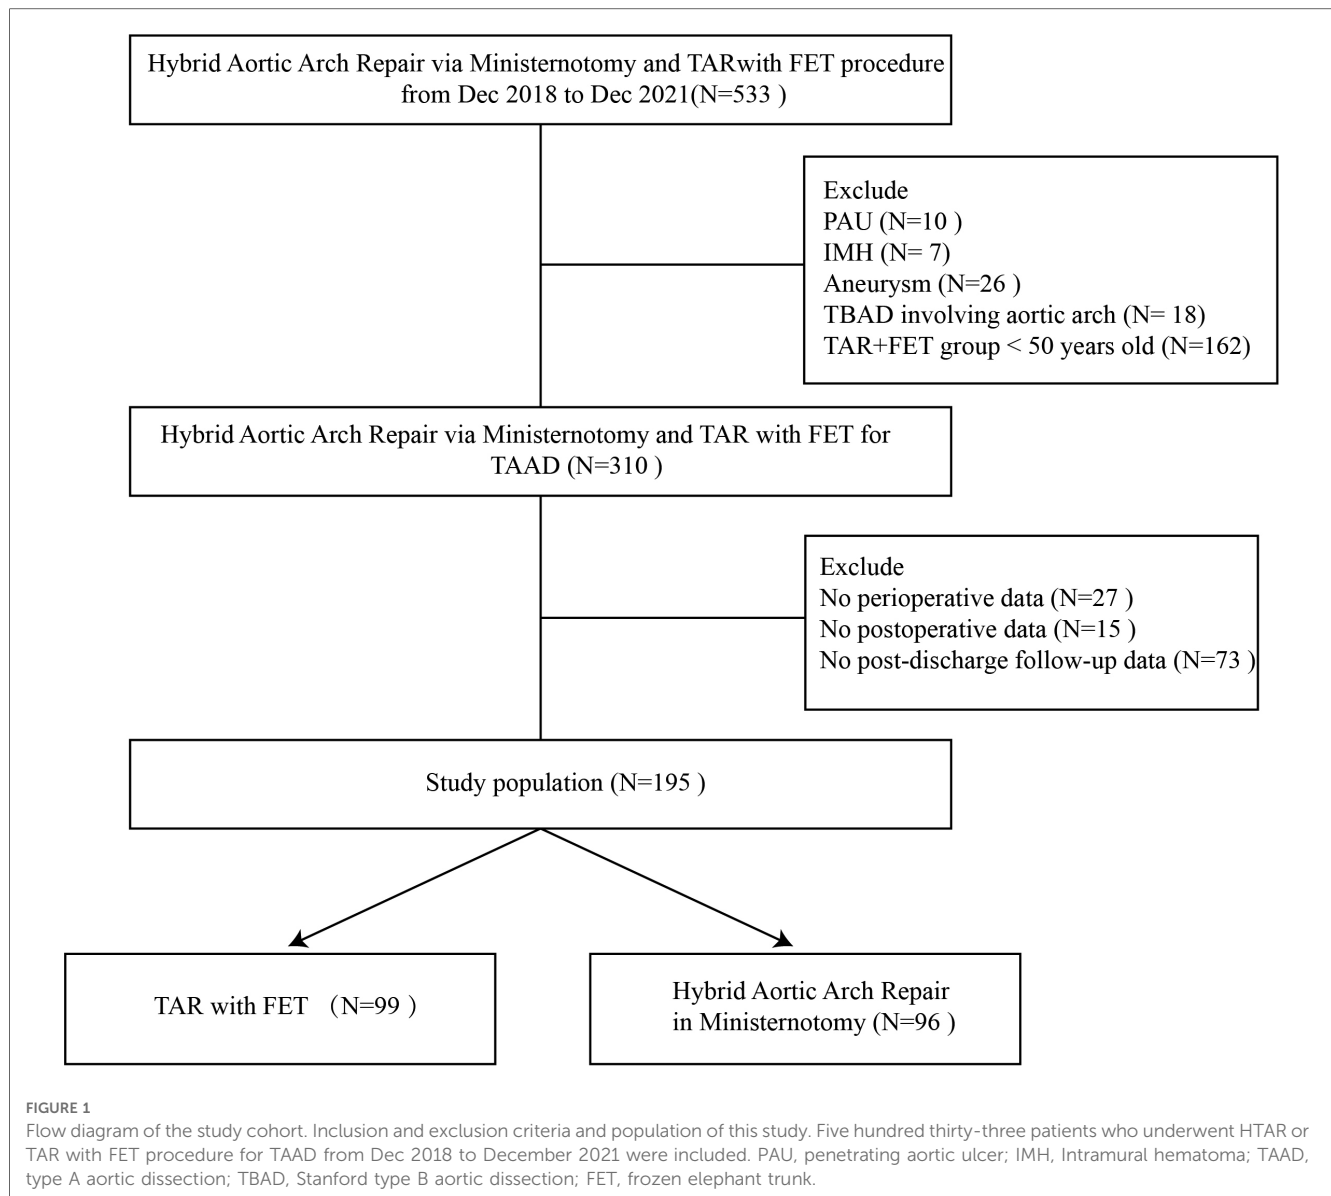 Hybrid Aortic Arch Repair via Ministernotomy and TARwith FET procedure
from Dec 2018 to Dec 2021(N=533 )
Exclude
PAU (N=10 )
IMH (N= 7)
Aneurysm (N=26 )
TBAD involving aortic arch (N= 18)
TAR+FET group < 50 years old (N=162)
Hybrid Aortic Arch Repair via Ministernotomy and TAR with FET for
TAAD (N=310 )
Exclude
No perioperative data (N=27 )
No postoperative data (N=15 )
No post-discharge follow-up data (N=73 )
Study population (N=195 )
TAR with FET （N=99 )
Hybrid Aortic Arch Repair
in Ministernotomy (N=96 )
FIGURE 1
Flow diagram of the study cohort. Inclusion and exclusion criteria and population of this study. Five hundred thirty-three patients who underwent HTAR or
TAR with FET procedure for TAAD from Dec 2018 to December 2021 were included. PAU, penetrating aortic ulcer; IMH, Intramural hematoma; TAAD,
type A aortic dissection; TBAD, Stanford type B aortic dissection; FET, frozen elephant trunk.